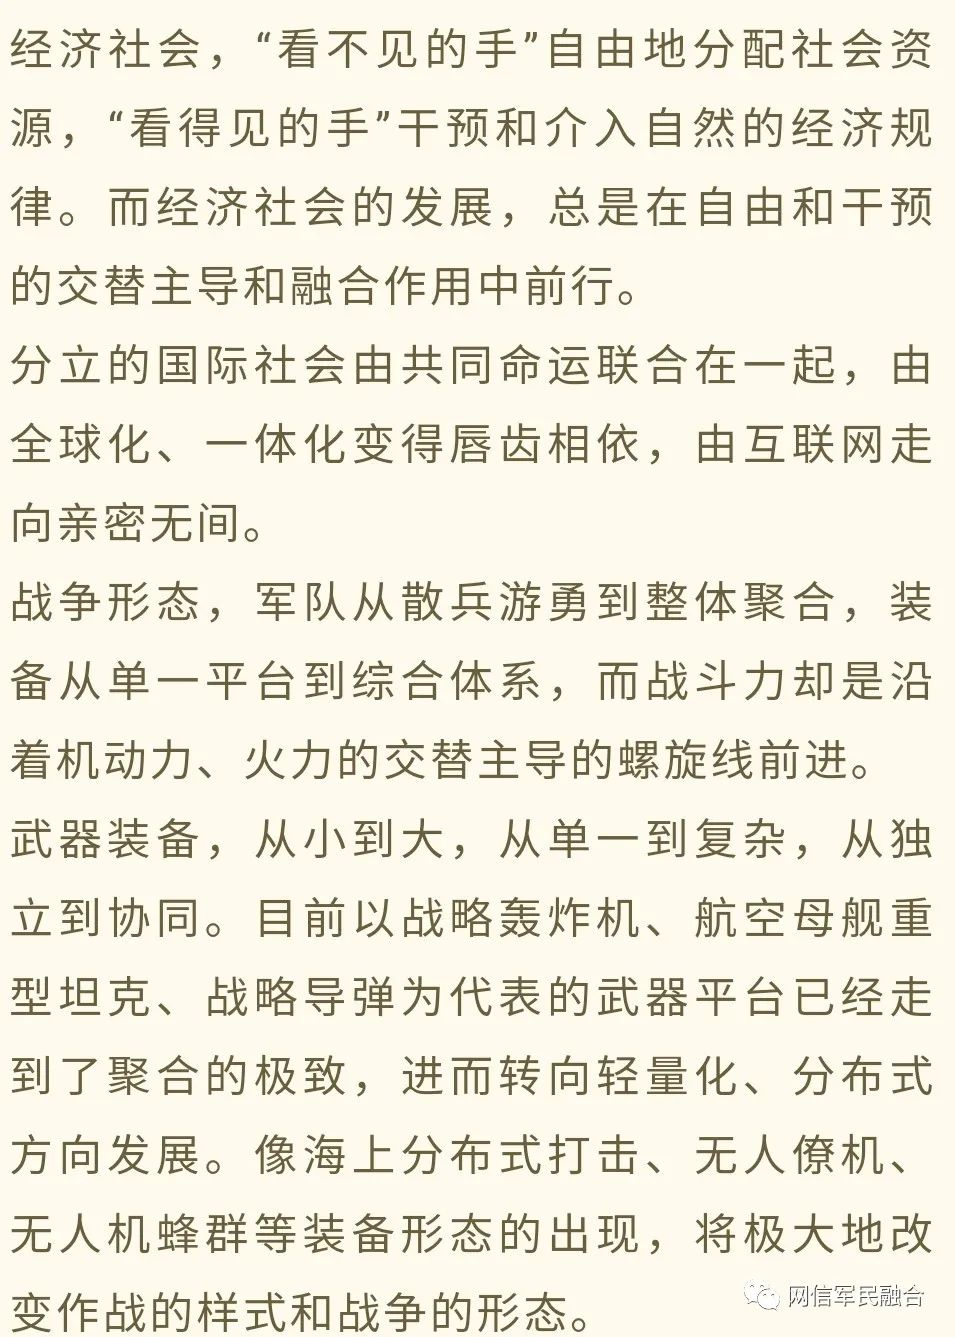 经济社会，“看不见的手”自由地分配社会资
源，“看得见的手”干预和介入自然的经济规
律。而经济社会的发展，总是在自由和干预
的交替主导和融合作用中前行。
分立的国际社会由共同命运联合在一起，由
全球化、一体化变得唇齿相依，由互联网走
向亲密无间。
战争形态，军队从散兵游勇到整体聚合，装
备从单一平台到综合体系，而战斗力却是沿
着机动力、火力的交替主导的螺旋线前进。
武器装备，从小到大，从单一到复杂，从独
立到协同。目前以战略轰炸机、航空母舰重
型坦克、战略导弹为代表的武器平台已经走
到了聚合的极致，进而转向轻量化、分布式
方向发展。像海上分布式打击、无人僚机、
无人机蜂群等装备形态的出现，将极大地改
变作战的样式和战争的形态。
网信军民融合